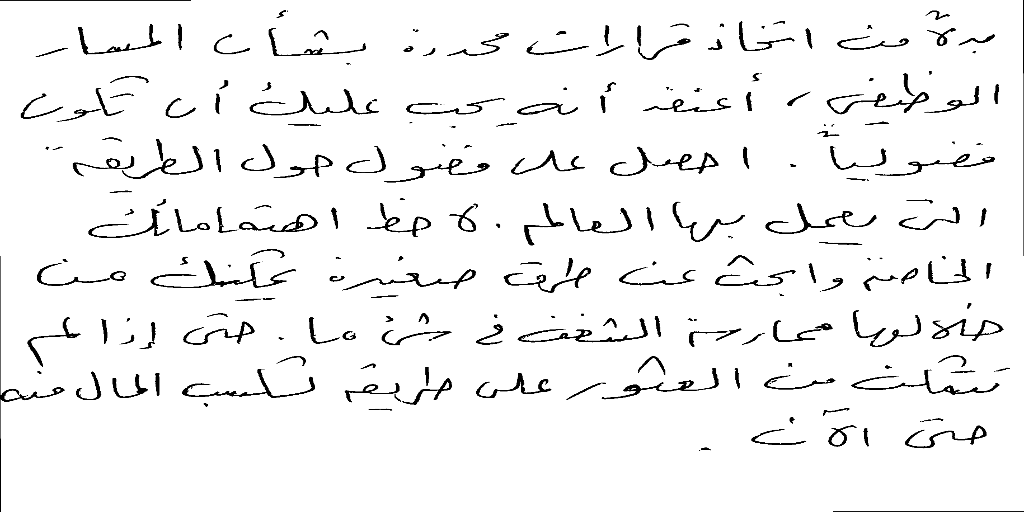 بدلاً من اتخاذ قرارات محددة بشأن المسار
الوظيفي، أعتقد أنه يجب عليك أن تكون
فضولياً. احصل على فضول حول الطريقة
التي يعمل بها العالم. لاحظ اهتماماتك
الخاصة وابحث عن طرق صغيرة يمكنك من
خلالها ممارسة الشغف في شئ ما. حتى إذا لم
تتمكن من العثور على طريقه لكسب المال منه
حتى الآن.